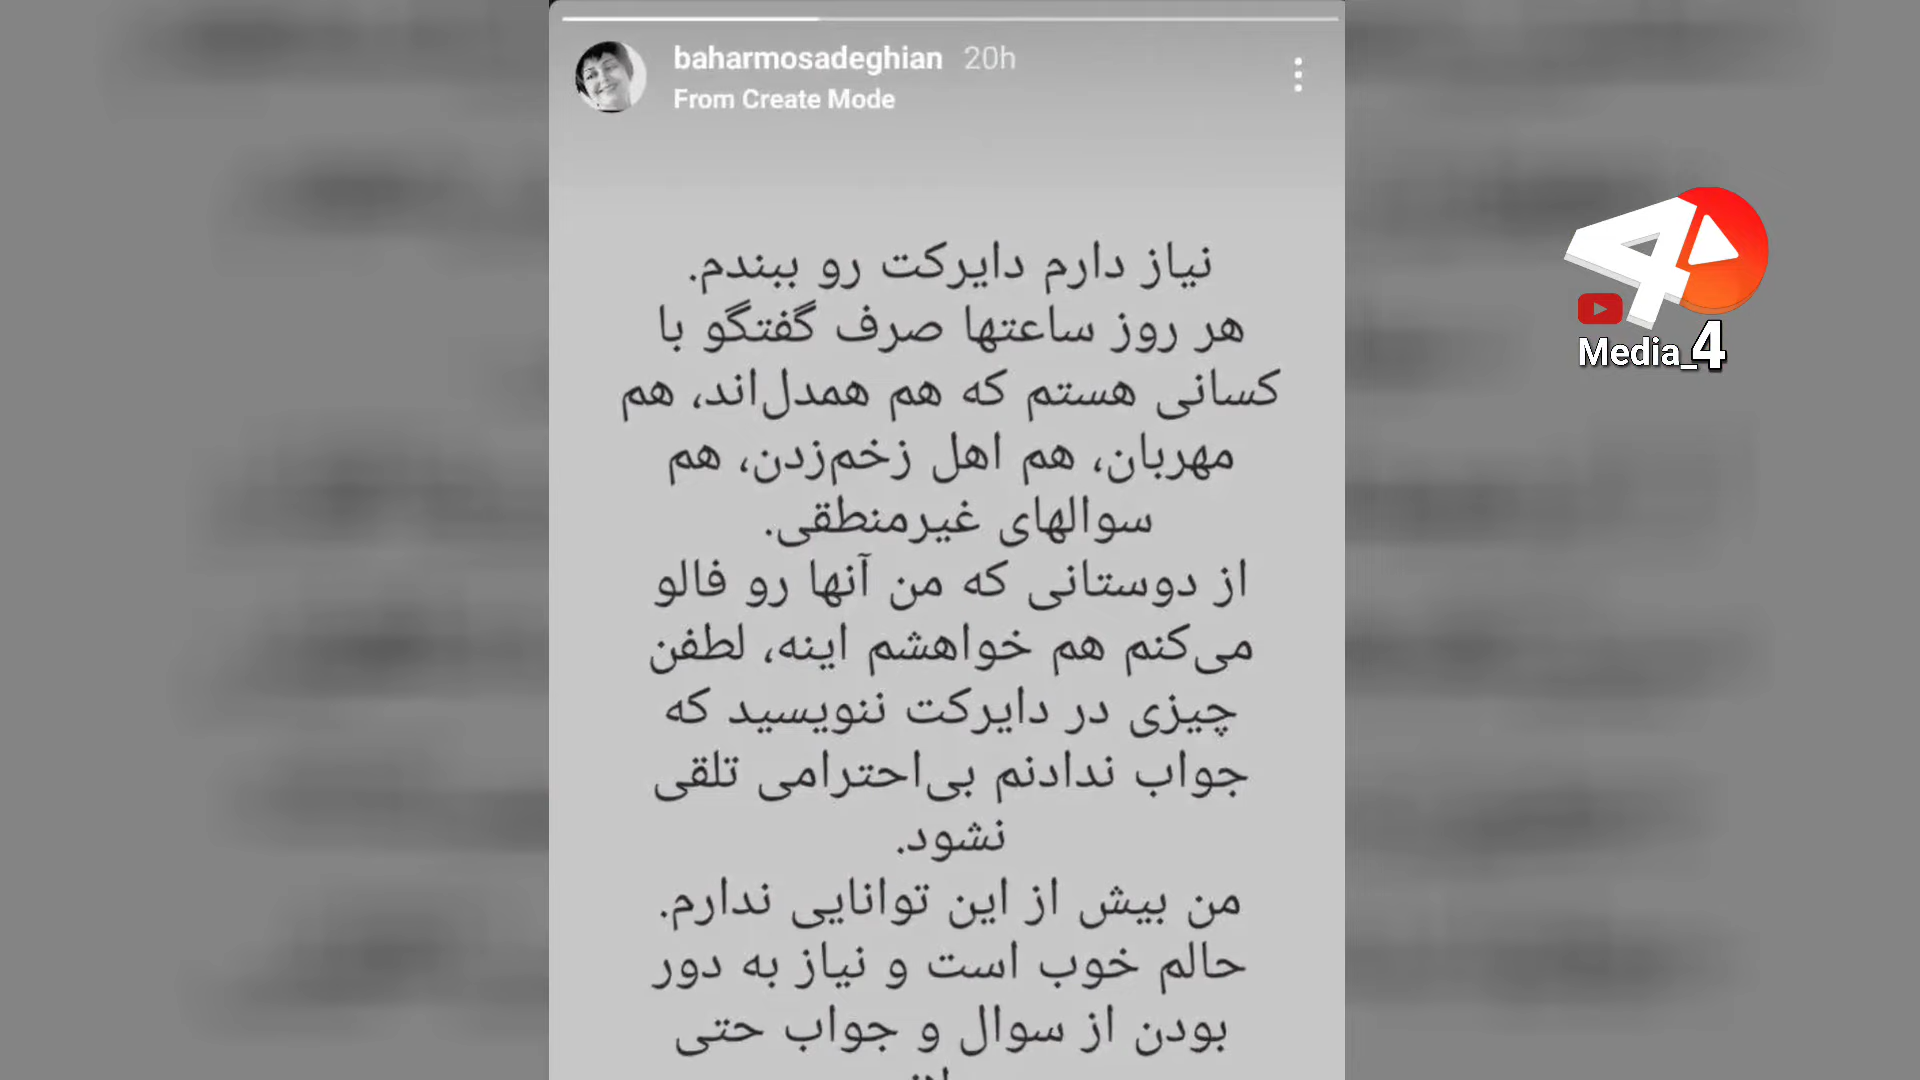 baharmosadeghian 20h
From Create Mode
نیاز دارم دایرکت رو ببندم.
هر روز ساعتها صرف گفتگو با
کسانی هستم که هم همدل‌اند، هم
مهربان، هم اهل زخم‌زدن، هم
سوالهای غیرمنطقی.
از دوستانی که من آنها رو فالو
می‌کنم هم خواهشم اینه، لطفن
چیزی در دایرکت ننویسید که
جواب ندادنم بی‌احترامی تلقی
نشود.
من بیش از این توانایی ندارم.
حالم خوب است و نیاز به دور
بودن از سوال و جواب حتی
4
Media_4